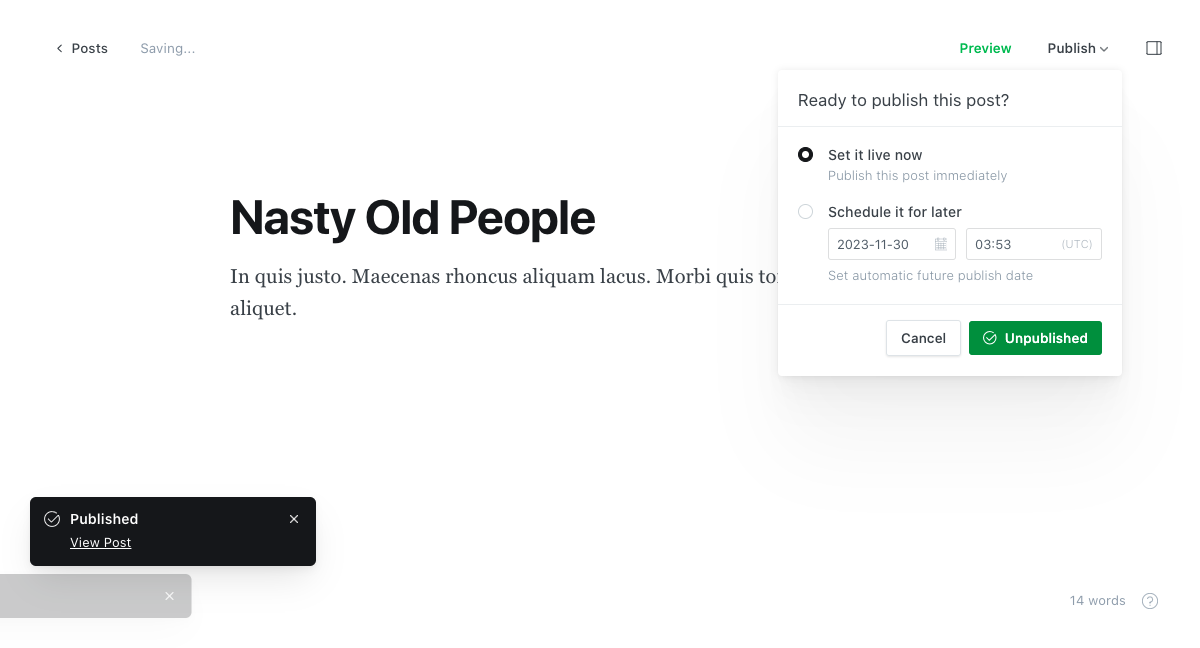 Posts
Saving...
Preview
Publish
Ready to publish this post?
Set it live now
Publish this post immediately
Schedule it for later
2023-11-30
03:53
(UTC)
Set automatic future publish date
Cancel
Unpublished
Nasty Old People
In quis justo. Maecenas rhoncus aliquam lacus. Morbi quis
aliquet.
Published
View Post
14 words
?